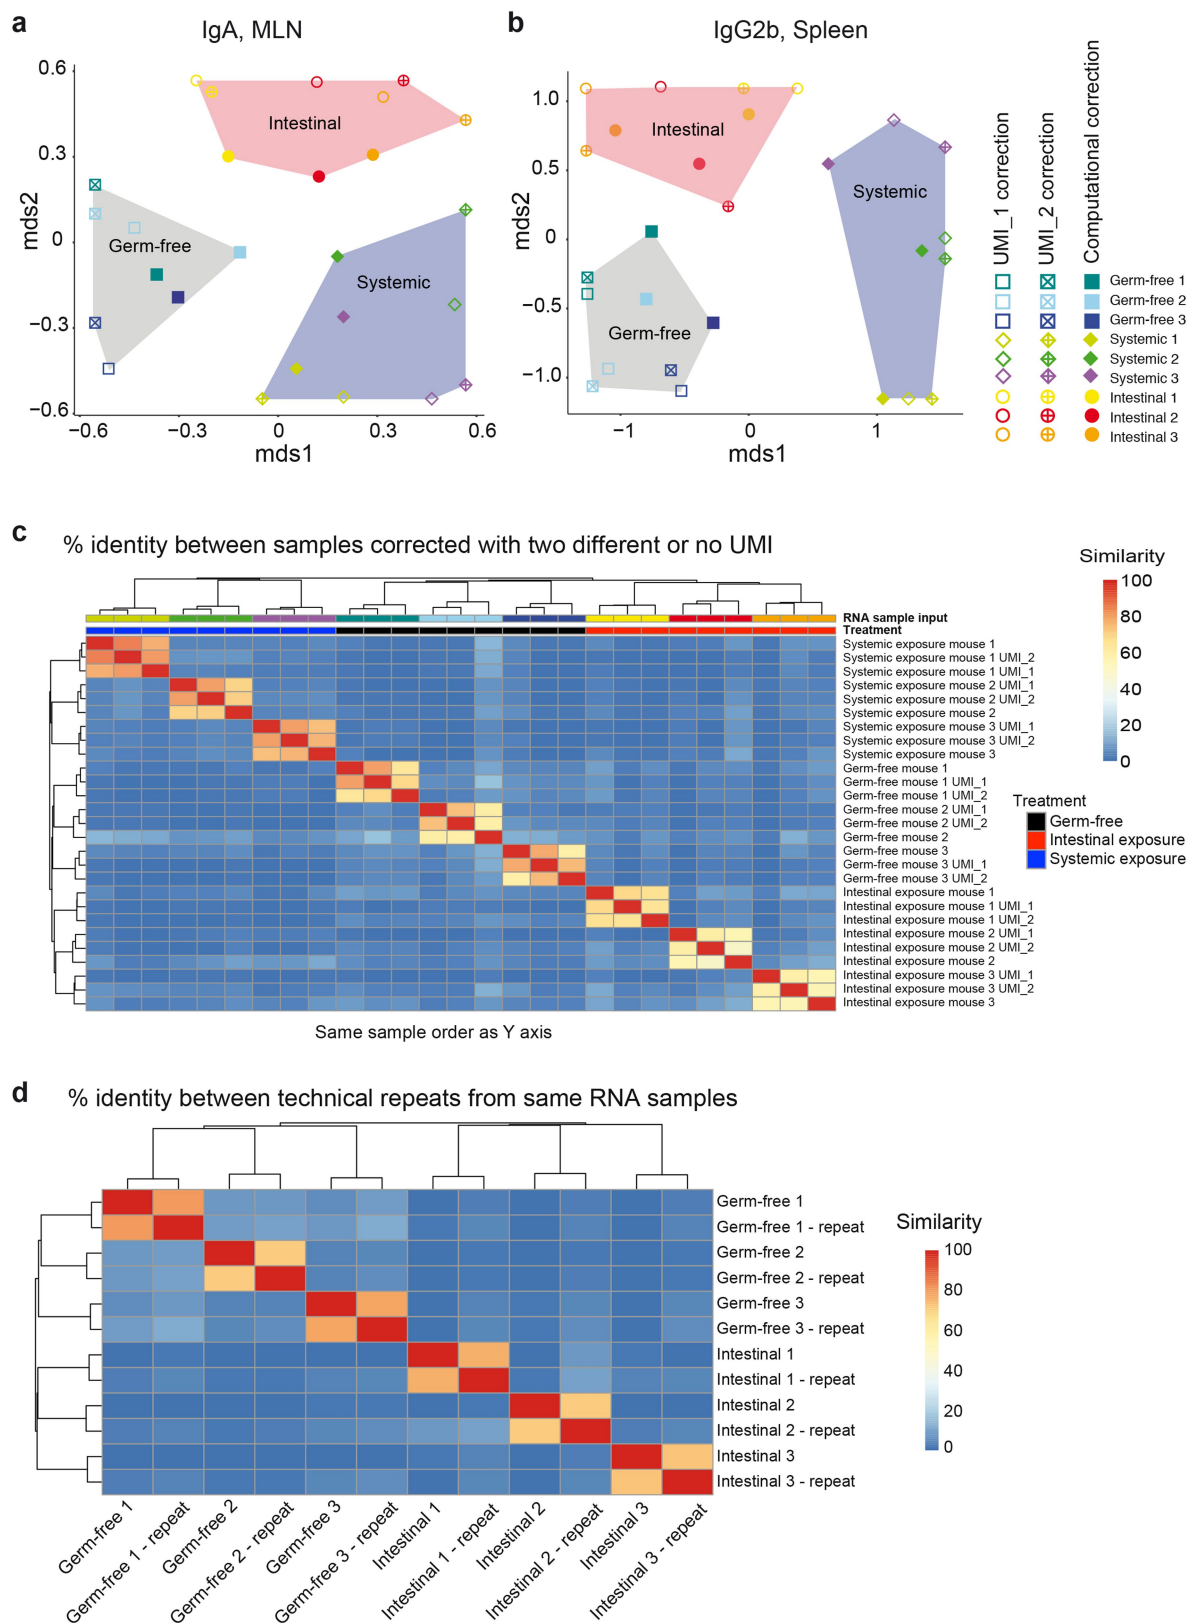 a
IgA, MLN
0.6
0.3
0
−0.3
−0.6
mds2
Intestinal
Germ-free
Systemic
−0.6
−0.3
0
0.3
0.6
mds1
b
IgG2b, Spleen
1.0
0.5
0
−0.5
−1.0
mds2
Intestinal
Systemic
Germ-free
−1
0
1
mds1
UMI_1 correction
UMI_2 correction
Computational correction
Germ-free 1
Germ-free 2
Germ-free 3
Systemic 1
Systemic 2
Systemic 3
Intestinal 1
Intestinal 2
Intestinal 3
c
% identity between samples corrected with two different or no UMI
RNA sample input
Treatment
Systemic exposure mouse 1
Systemic exposure mouse 1 UMI_2
Systemic exposure mouse 1 UMI_1
Systemic exposure mouse 2 UMI_1
Systemic exposure mouse 2 UMI_2
Systemic exposure mouse 2
Systemic exposure mouse 3 UMI_1
Systemic exposure mouse 3 UMI_2
Systemic exposure mouse 3
Germ-free mouse 1
Germ-free mouse 1 UMI_1
Germ-free mouse 1 UMI_2
Germ-free mouse 2 UMI_1
Germ-free mouse 2 UMI_2
Germ-free mouse 2
Germ-free mouse 3
Germ-free mouse 3 UMI_1
Germ-free mouse 3 UMI_2
Intestinal exposure mouse 1
Intestinal exposure mouse 1 UMI_1
Intestinal exposure mouse 1 UMI_2
Intestinal exposure mouse 2 UMI_1
Intestinal exposure mouse 2 UMI_2
Intestinal exposure mouse 2
Intestinal exposure mouse 3 UMI_1
Intestinal exposure mouse 3 UMI_2
Intestinal exposure mouse 3
Same sample order as Y axis
Similarity
100
80
60
40
20
0
Treatment
Germ-free
Intestinal exposure
Systemic exposure
d
% identity between technical repeats from same RNA samples
Germ-free 1
Germ-free 1 - repeat
Germ-free 2
Germ-free 2 - repeat
Germ-free 3
Germ-free 3 - repeat
Intestinal 1
Intestinal 1 - repeat
Intestinal 2
Intestinal 2 - repeat
Intestinal 3
Intestinal 3 - repeat
Similarity
100
80
60
40
20
0
Germ-free 1
Germ-free 1 - repeat
Germ-free 2
Germ-free 2 - repeat
Germ-free 3
Germ-free 3 - repeat
Intestinal 1
Intestinal 1 - repeat
Intestinal 2
Intestinal 2 - repeat
Intestinal 3
Intestinal 3 - repeat